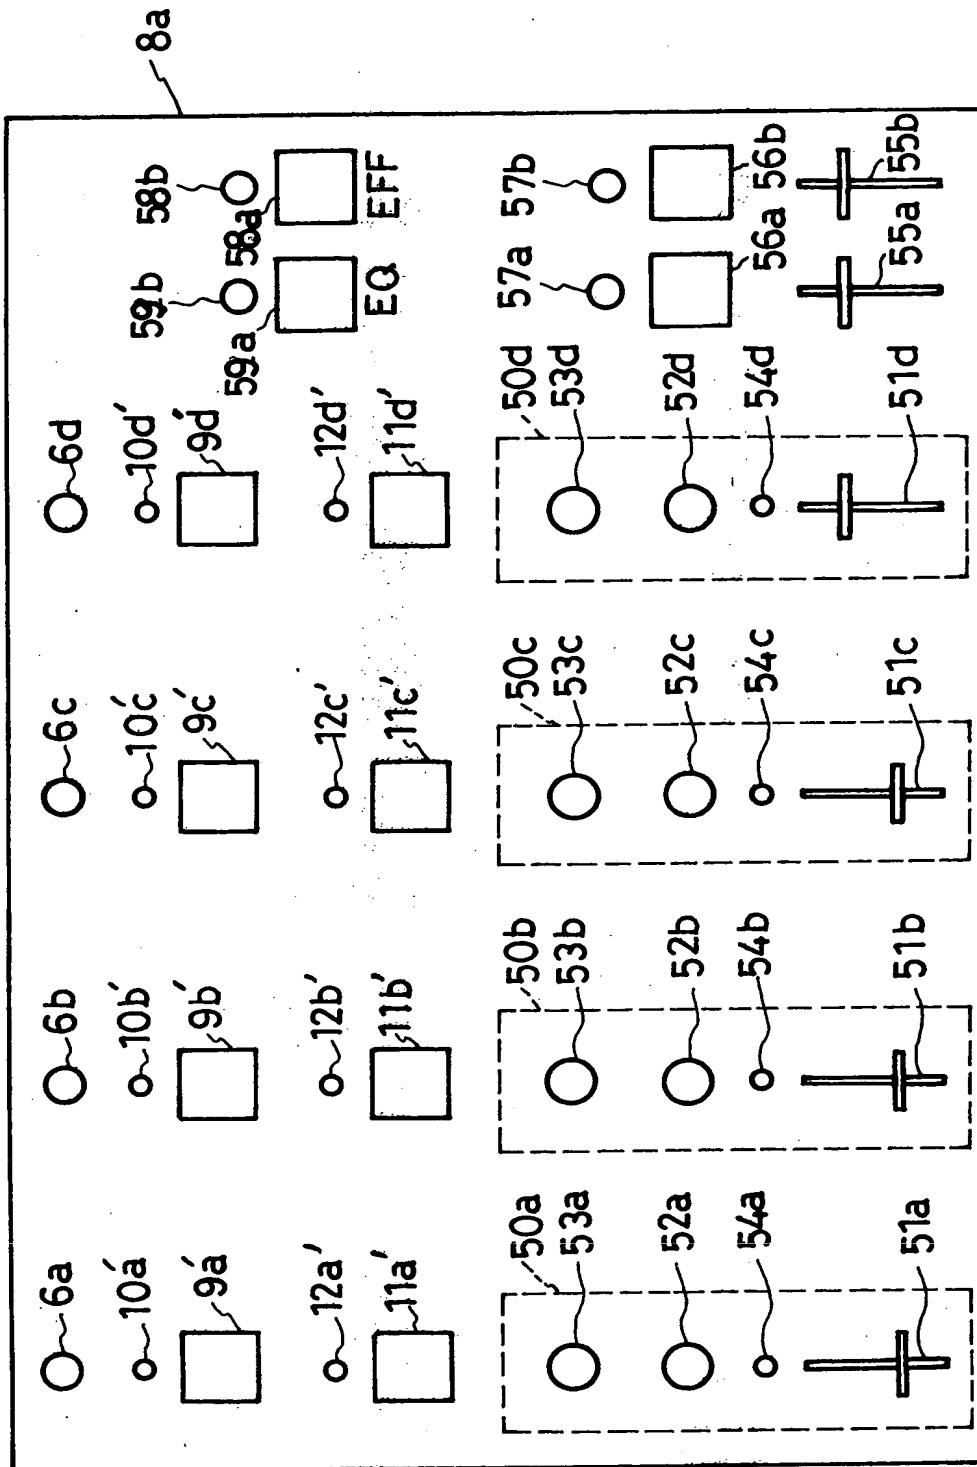 8a
6a
6b
6c
6d
10a′
10b′
10c′
10d′
9a′
9b′
9c′
9d′
59b
58b
59a
58a
EQ
EFF
12a′
12b′
12c′
12d′
11a′
11b′
11c′
11d′
50a
50b
50c
50d
53a
53b
53c
53d
57a
57b
52a
52b
52c
52d
56a
56b
54a
54b
54c
54d
51a
51b
51c
51d
55a
55b